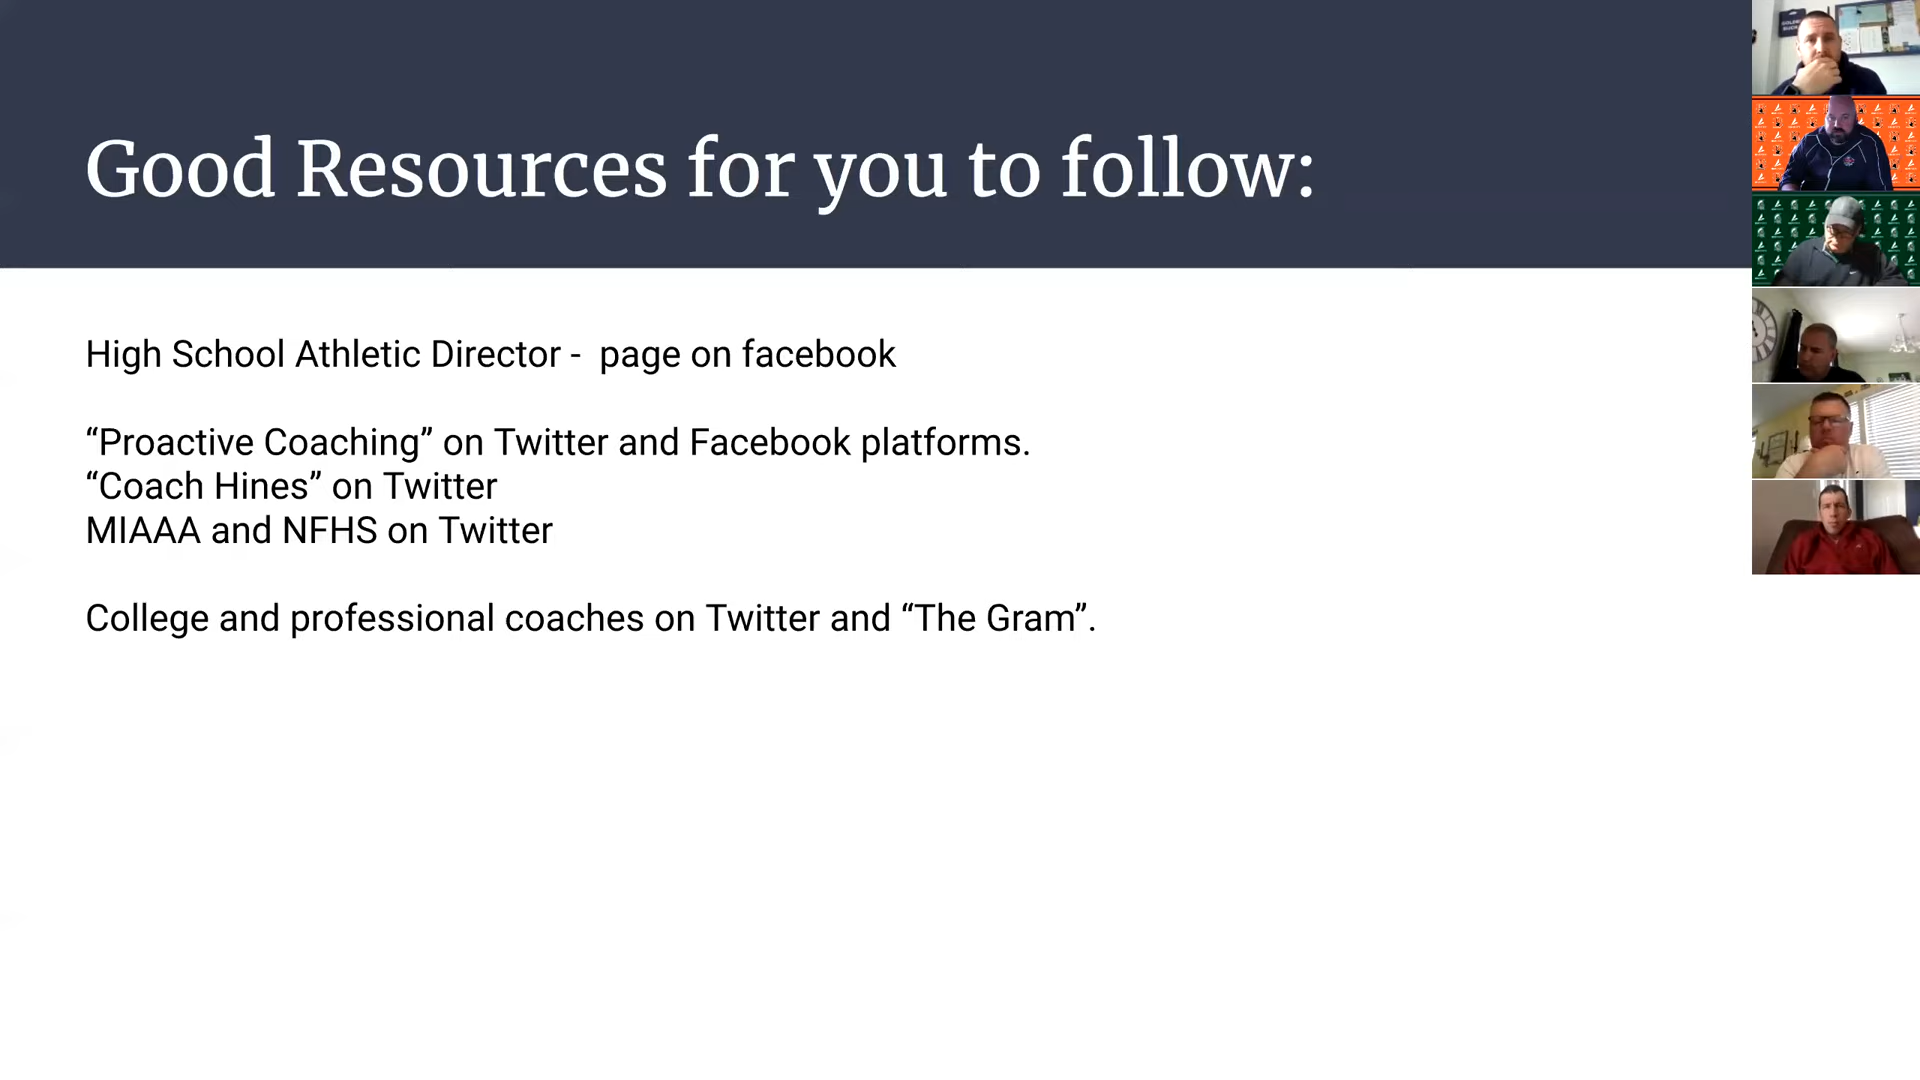 Good Resources for you to follow:
High School Athletic Director -  page on facebook
“Proactive Coaching” on Twitter and Facebook platforms.
“Coach Hines” on Twitter
MIAAA and NFHS on Twitter
College and professional coaches on Twitter and “The Gram”.